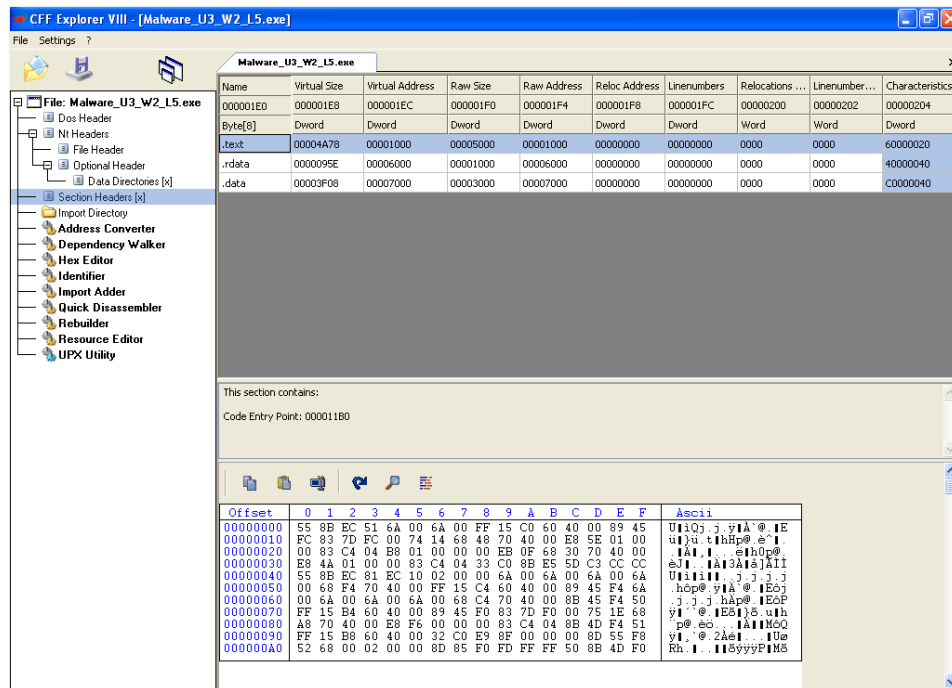 CFF Explorer VIII - [Malware_U3_W2_L5.exe]
File Settings ?
Malware_U3_W2_L5.exe
File: Malware_U3_W2_L5.exe
Dos Header
Nt Headers
File Header
Optional Header
Data Directories [x]
Section Headers [x]
Import Directory
Address Converter
Dependency Walker
Hex Editor
Identifier
Import Adder
Quick Disassembler
Rebuilder
Resource Editor
UPX Utility
Name Virtual Size Virtual Address Raw Size Raw Address Reloc Address Linenumbers Relocations ... Linenumber... Characteristics
000001E0 000001E8 000001EC 000001F0 000001F4 000001F8 000001FC 00000200 00000202 00000204
Byte[8] Dword Dword Dword Dword Dword Dword Word Word Dword
.text 00004A78 00001000 00005000 00001000 00000000 00000000 0000 0000 60000020
.rdata 0000095E 00006000 00001000 00006000 00000000 00000000 0000 0000 40000040
.data 00003F08 00007000 00003000 00007000 00000000 00000000 0000 0000 C0000040
This section contains:
Code Entry Point: 000011B0
Offset 0 1 2 3 4 5 6 7 8 9 A B C D E F Ascii
00000000 55 8B EC 51 6A 00 6A 00 FF 15 C0 60 40 00 89 45
00000010 FC 83 7D FC 00 74 14 68 48 70 40 00 E8 5E 01 00
00000020 00 83 C4 04 B8 01 00 00 00 EB 0F 68 30 70 40 00
00000030 E8 4A 01 00 00 83 C4 04 33 C0 8B E5 5D C3 CC CC
00000040 55 8B EC 81 EC 10 02 00 00 6A 00 6A 00 6A 00 6A
00000050 00 68 F4 70 40 00 FF 15 C4 60 40 00 89 45 F4 6A
00000060 00 6A 00 6A 00 6A 00 68 C4 70 40 00 8B 45 F4 50
00000070 FF 15 B4 60 40 00 89 45 F0 83 7D F0 00 75 1E 68
00000080 A8 70 40 00 E8 F6 00 00 00 83 C4 04 8B 4D F4 51
00000090 FF 15 B8 60 40 00 32 C0 E9 8F 00 00 00 8D 55 F8
000000A0 52 68 00 02 00 00 8D 85 F0 FD FF FF 50 8B 4D F0